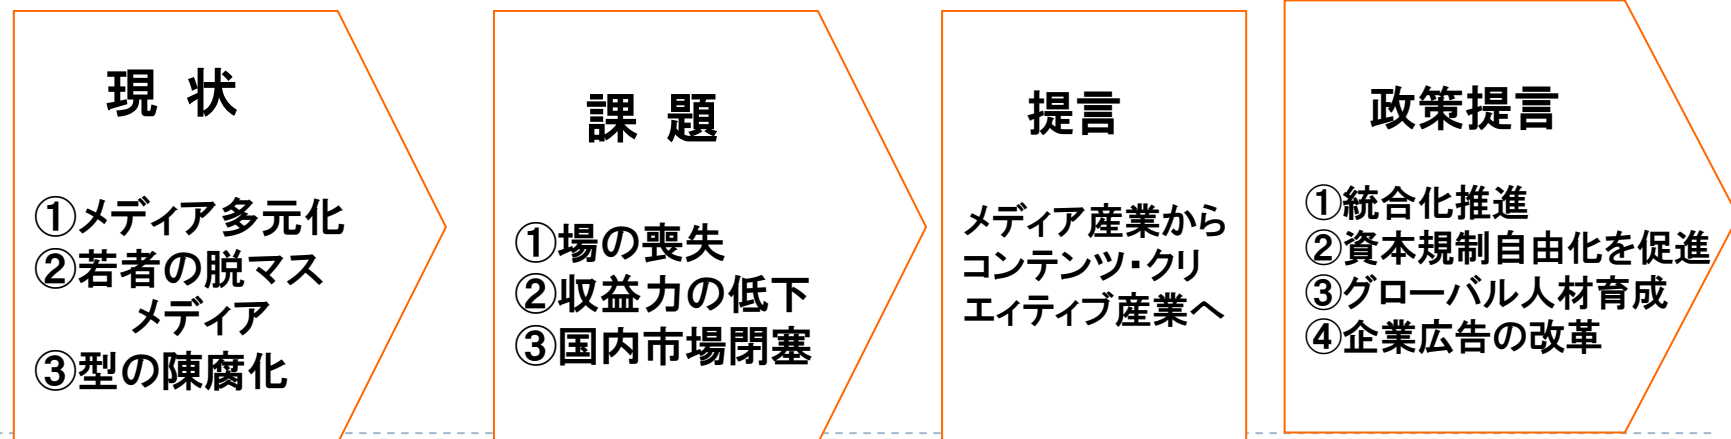 現 状
①メディア多元化
②若者の脱マス
メディア
③型の陳腐化
課 題
①場の喪失
②収益力の低下
③国内市場閉塞
提言
メディア産業から
コンテンツ・クリ
エィティブ産業へ
政策提言
①統合化推進
②資本規制自由化を促進
③グローバル人材育成
④企業広告の改革